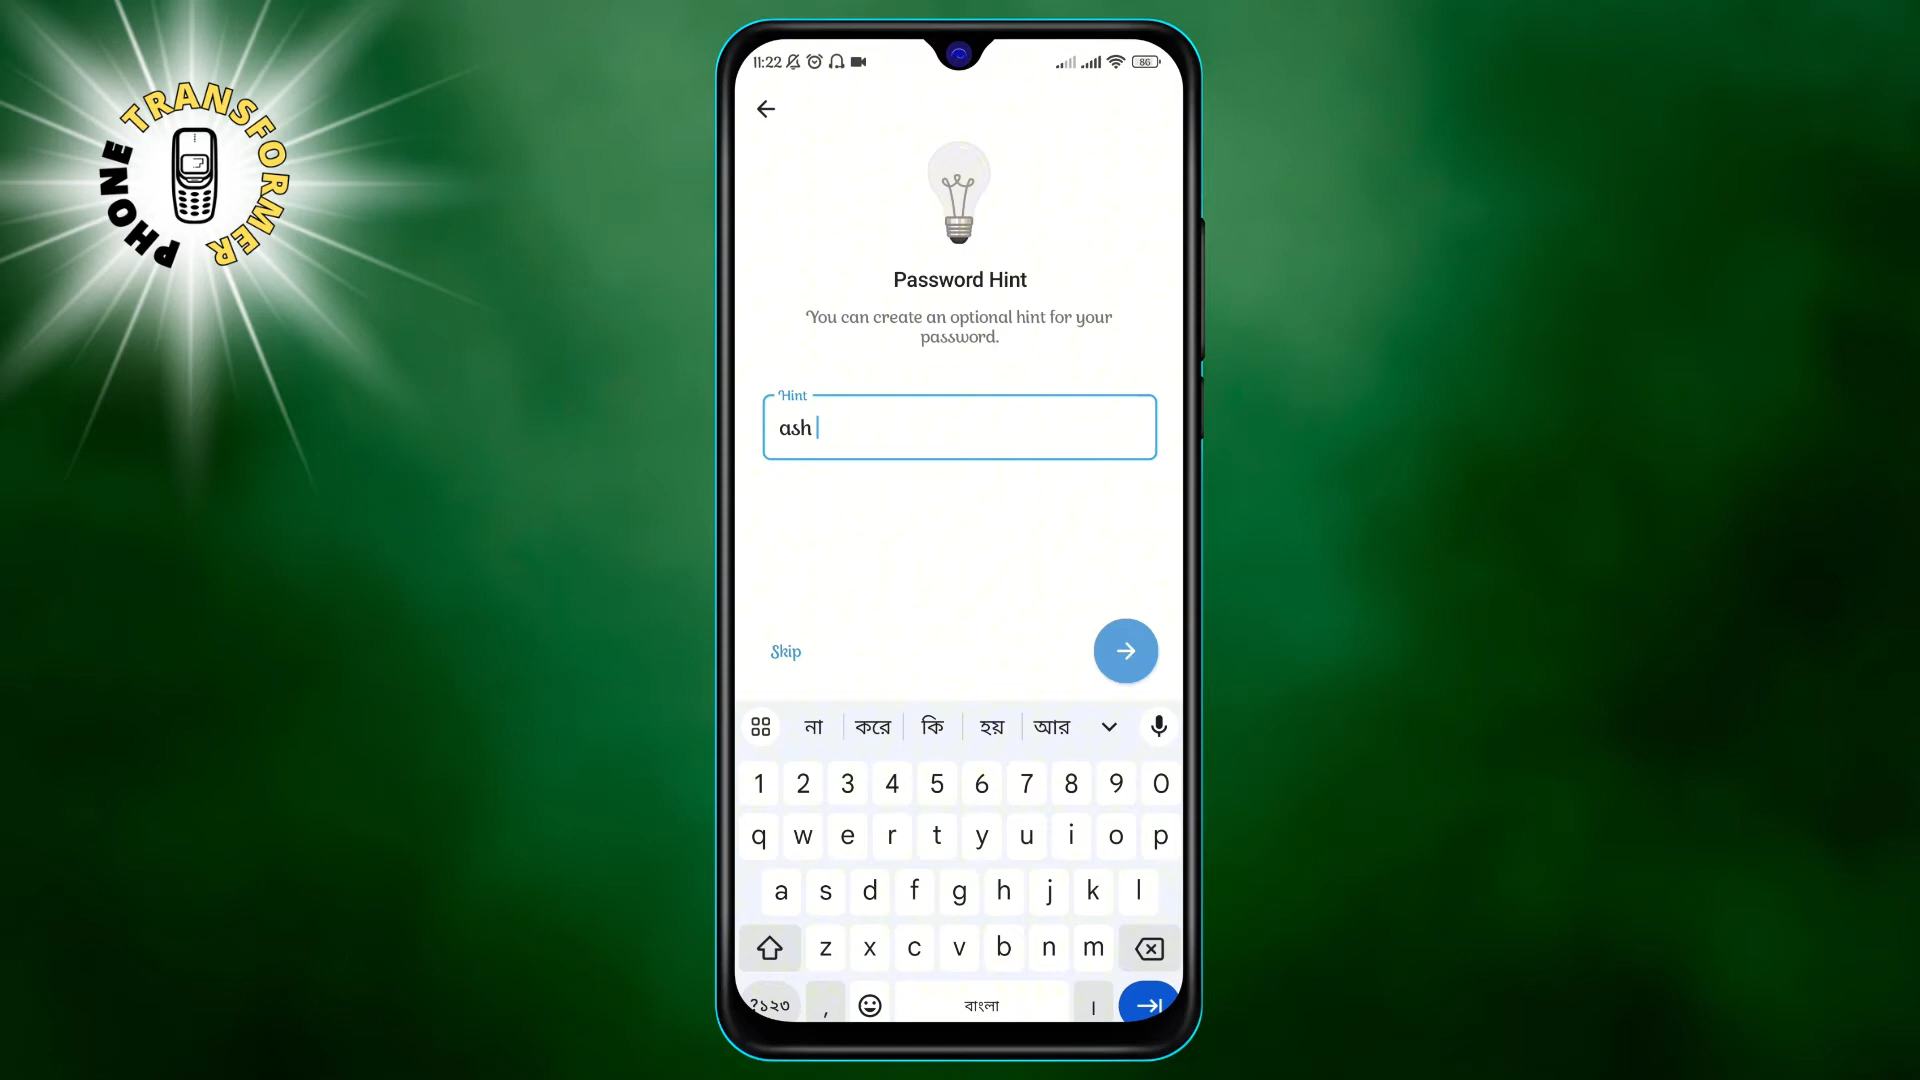 PHONE TRANSFORMER
11:22
86
Password Hint
You can create an optional hint for your
password.
Hint
ash
Skip
না করে কি হয় আর
1 2 3 4 5 6 7 8 9 0
q w e r t y u i o p
a s d f g h j k l
z x c v b n m
?১২৩ , বাংলা ।